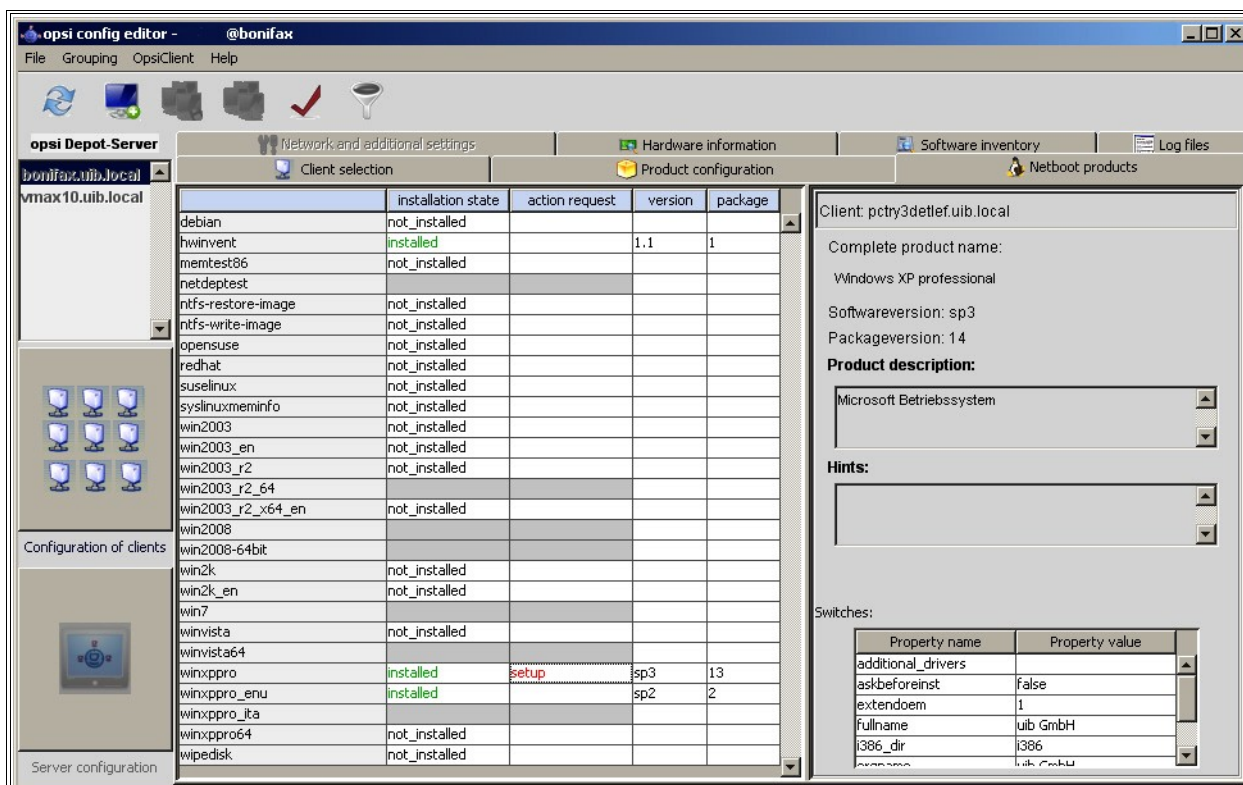 opsi config editor - @bonifax
File Grouping OpsiClient Help
opsi Depot-Server
Network and additional settings Hardware information Software inventory Log files
Client selection Product configuration Netboot products
bonifax.uib.local
vmax10.uib.local
Configuration of clients
Server configuration
installation state action request version package
debian not_installed
hwinvent installed 1.1 1
memtest86 not_installed
netdeptest
ntfs-restore-image not_installed
ntfs-write-image not_installed
opensuse not_installed
redhat not_installed
suselinux not_installed
syslinuxmeminfo not_installed
win2003 not_installed
win2003_en not_installed
win2003_r2 not_installed
win2003_r2_64
win2003_r2_x64_en not_installed
win2008
win2008-64bit
win2k not_installed
win2k_en not_installed
win7
winvista not_installed
winvista64
winxppro installed setup sp3 13
winxppro_enu installed sp2 2
winxppro_ita
winxppro64 not_installed
wipedisk not_installed
Client: pctry3detlef.uib.local
Complete product name:
Windows XP professional
Softwareversion: sp3
Packageversion: 14
Product description:
Microsoft Betriebssystem
Hints:
Switches:
Property name Property value
additional_drivers
askbeforeinst false
extendoem 1
fullname uib GmbH
i386_dir i386
orgname uib GmbH